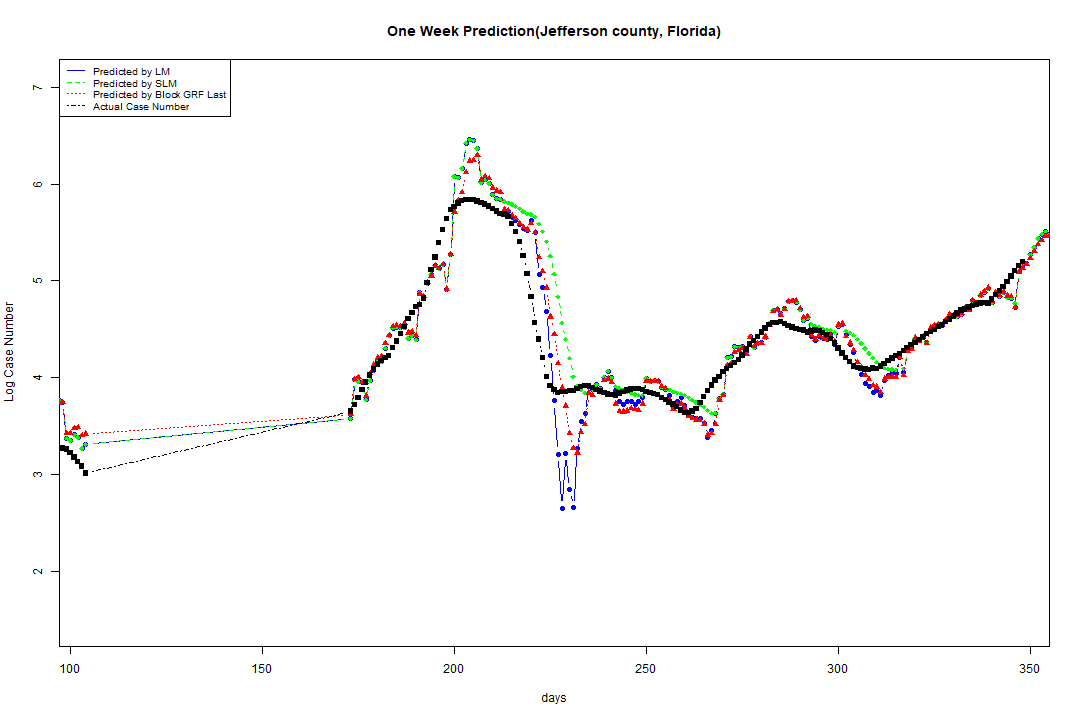 One Week Prediction(Jefferson county, Florida)
Predicted by LM
Predicted by SLM
Predicted by Block GRF Last
Actual Case Number
7
6
5
4
3
2
Log Case Number
100 150 200 250 300 350
days